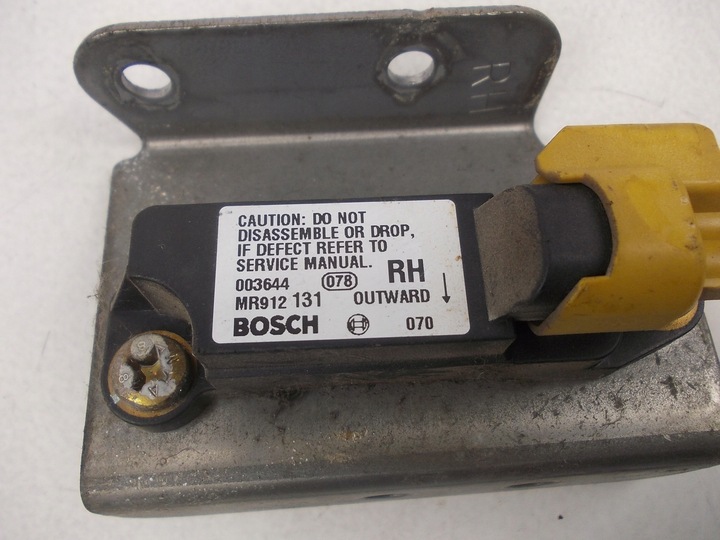 RH
CAUTION: DO NOT
DISASSEMBLE OR DROP,
IF DEFECT REFER TO
SERVICE MANUAL.
003644 078 RH
MR912 131 OUTWARD ↓
BOSCH 070